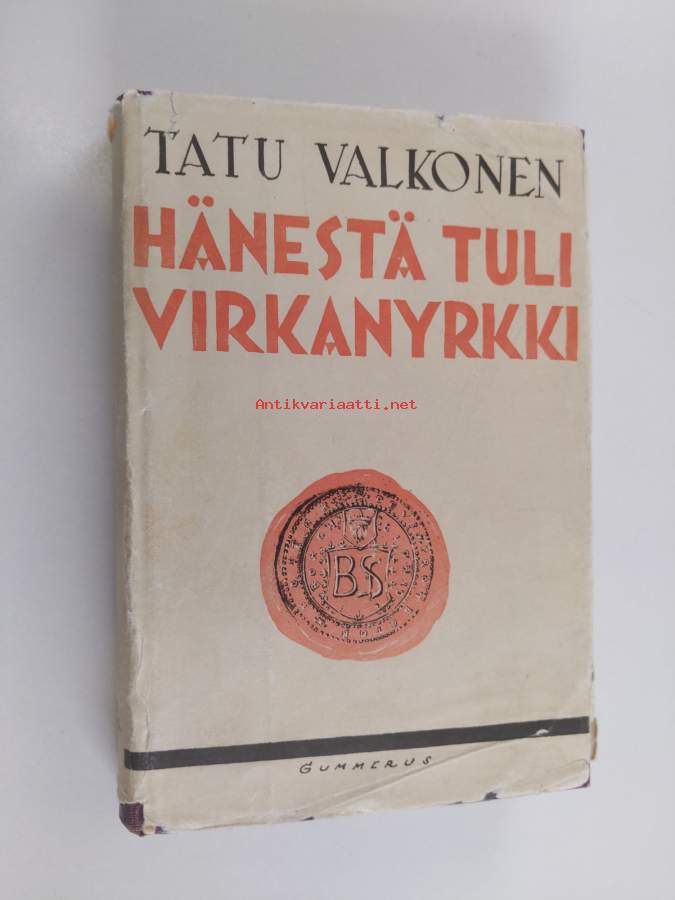 TATU VALKONEN
HÄNESTÄ TULI
VIRKANYRKKI
Antikvariaatti.net
BS
GUMMERUS